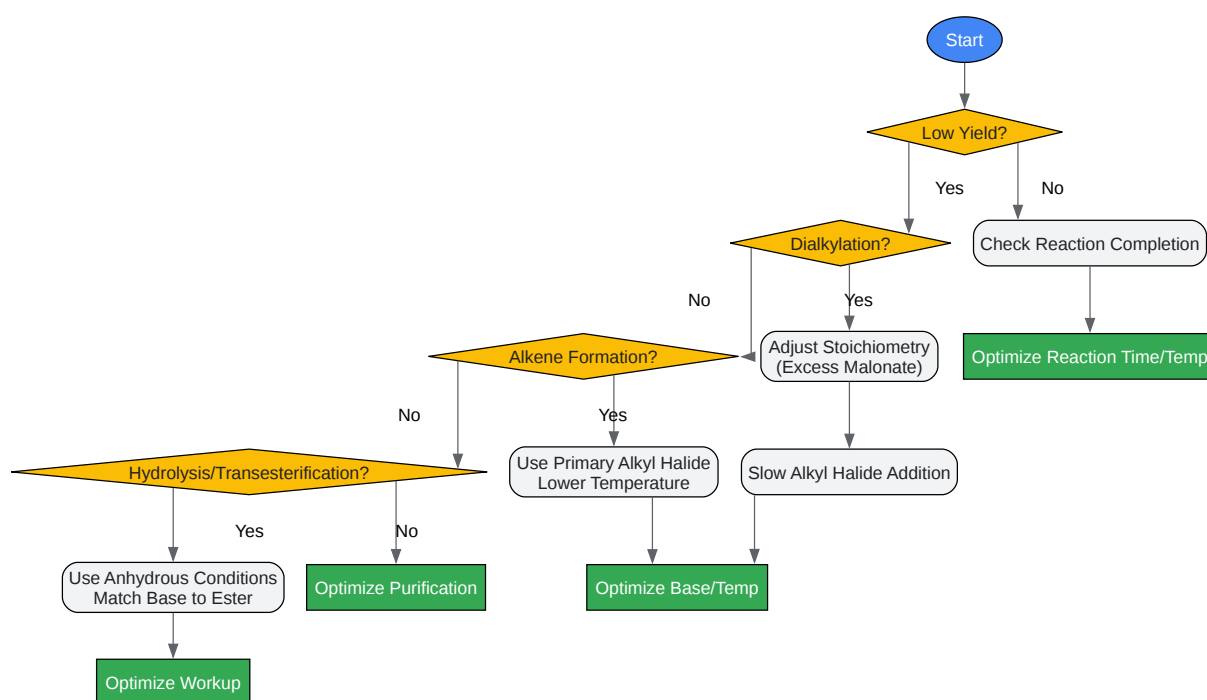 Start
Low Yield?
Yes
No
Dialkylation?
Check Reaction Completion
No
Yes
Alkene Formation?
Adjust Stoichiometry
(Excess Malonate)
Optimize Reaction Time/Temp
No
Yes
Hydrolysis/Transesterification?
Use Primary Alkyl Halide
Lower Temperature
Slow Alkyl Halide Addition
Yes
No
Use Anhydrous Conditions
Match Base to Ester
Optimize Purification
Optimize Base/Temp
Optimize Workup